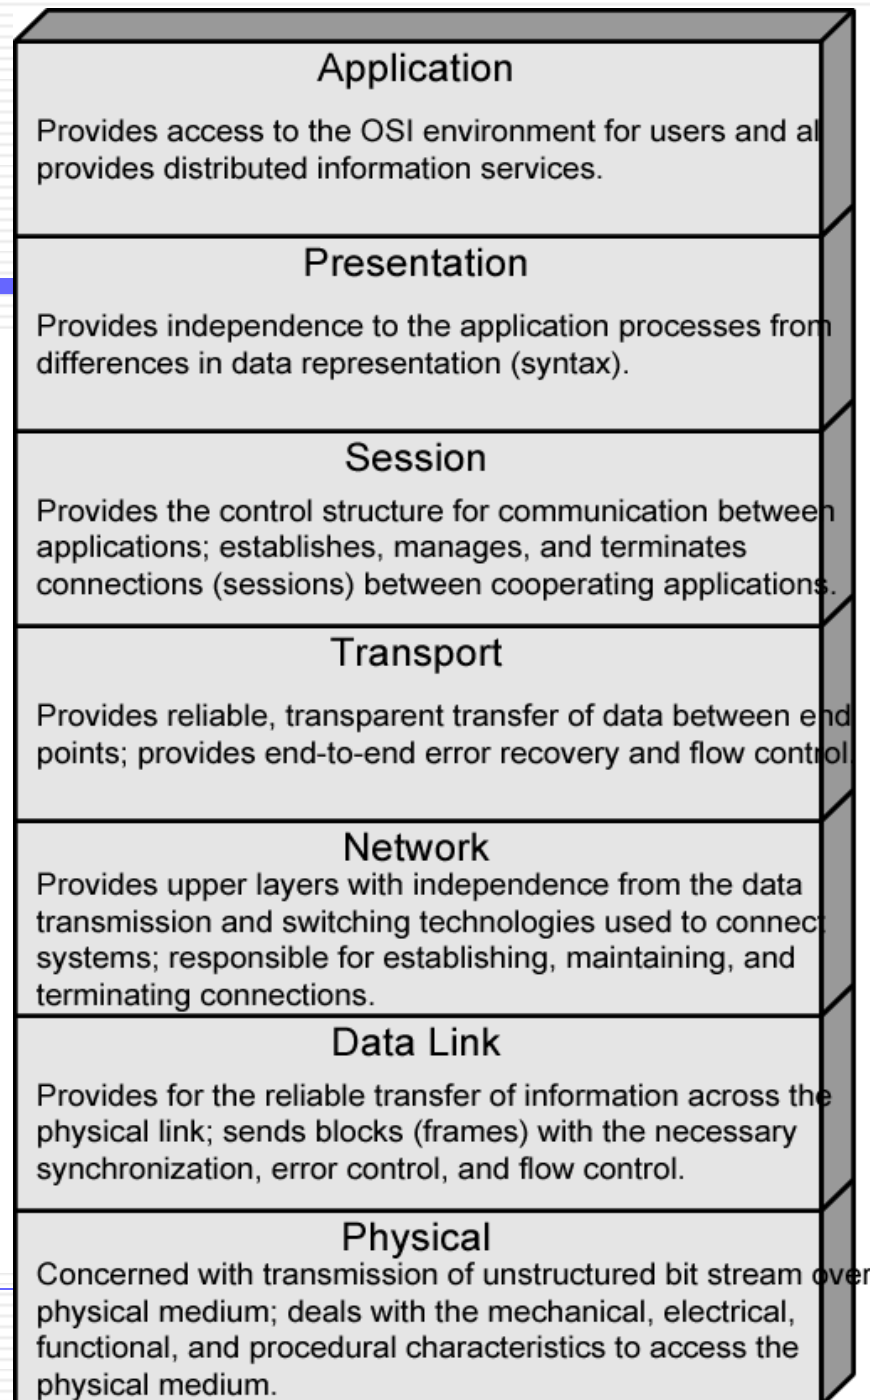 Application
Provides access to the OSI environment for users and al
provides distributed information services.
Presentation
Provides independence to the application processes from
differences in data representation (syntax).
Session
Provides the control structure for communication between
applications; establishes, manages, and terminates
connections (sessions) between cooperating applications.
Transport
Provides reliable, transparent transfer of data between end
points; provides end-to-end error recovery and flow control.
Network
Provides upper layers with independence from the data
transmission and switching technologies used to connect
systems; responsible for establishing, maintaining, and
terminating connections.
Data Link
Provides for the reliable transfer of information across the
physical link; sends blocks (frames) with the necessary
synchronization, error control, and flow control.
Physical
Concerned with transmission of unstructured bit stream over
physical medium; deals with the mechanical, electrical,
functional, and procedural characteristics to access the
physical medium.